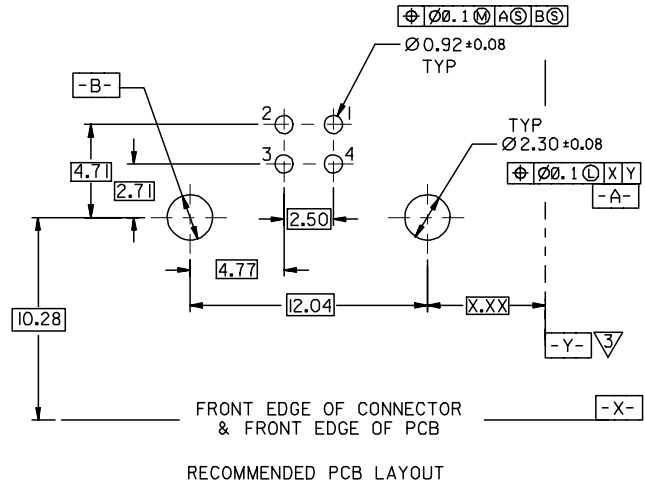 ⌖ Ø0.1 Ⓜ A Ⓢ B Ⓢ
Ø0.92 ±0.08
TYP
-B-
2 1
3 4
TYP
Ø2.30 ±0.08
⌖ Ø0.1 Ⓛ X Y
-A-
4.71
2.71
2.50
4.77
12.04
X.XX
10.28
-Y- 3
FRONT EDGE OF CONNECTOR
& FRONT EDGE OF PCB
-X-
RECOMMENDED PCB LAYOUT